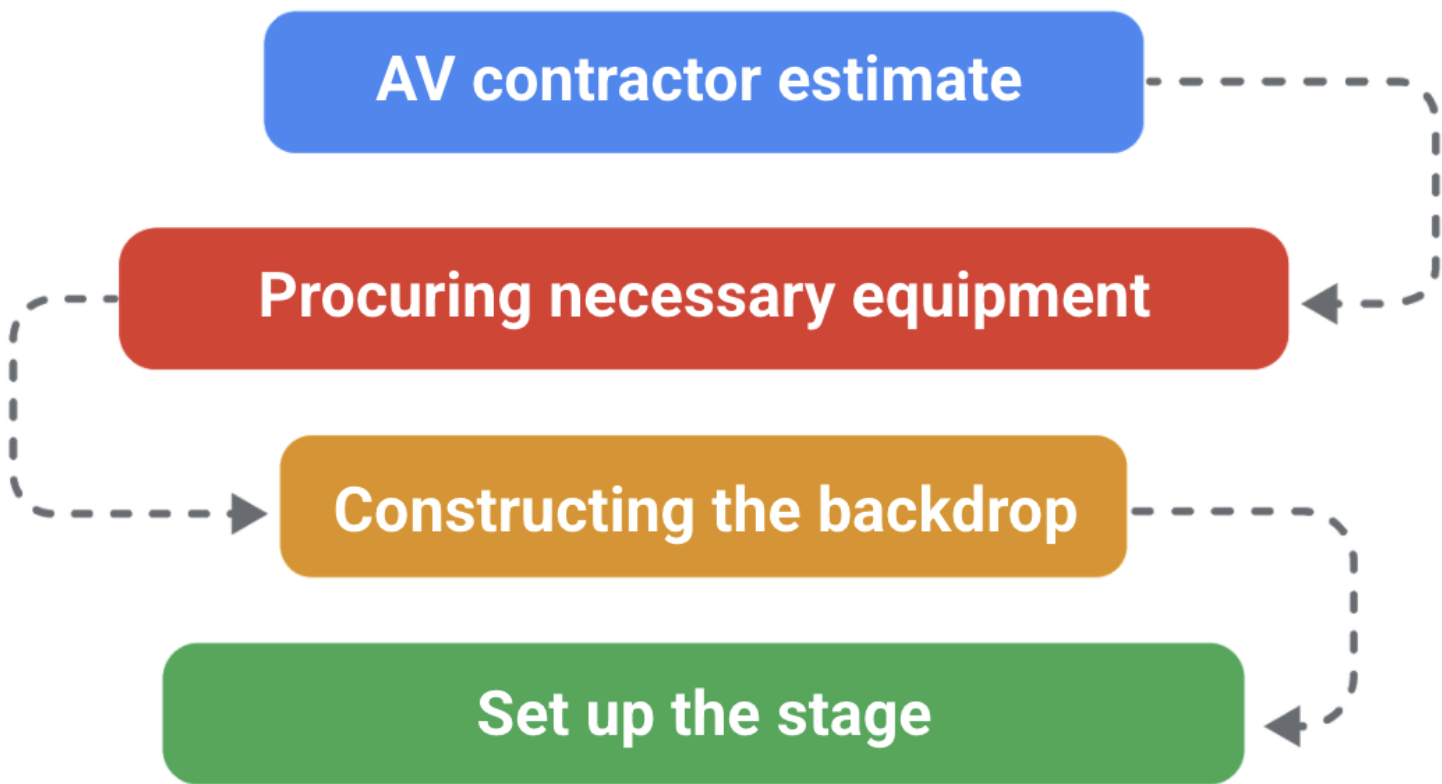 AV contractor estimate
Procuring necessary equipment
Constructing the backdrop
Set up the stage